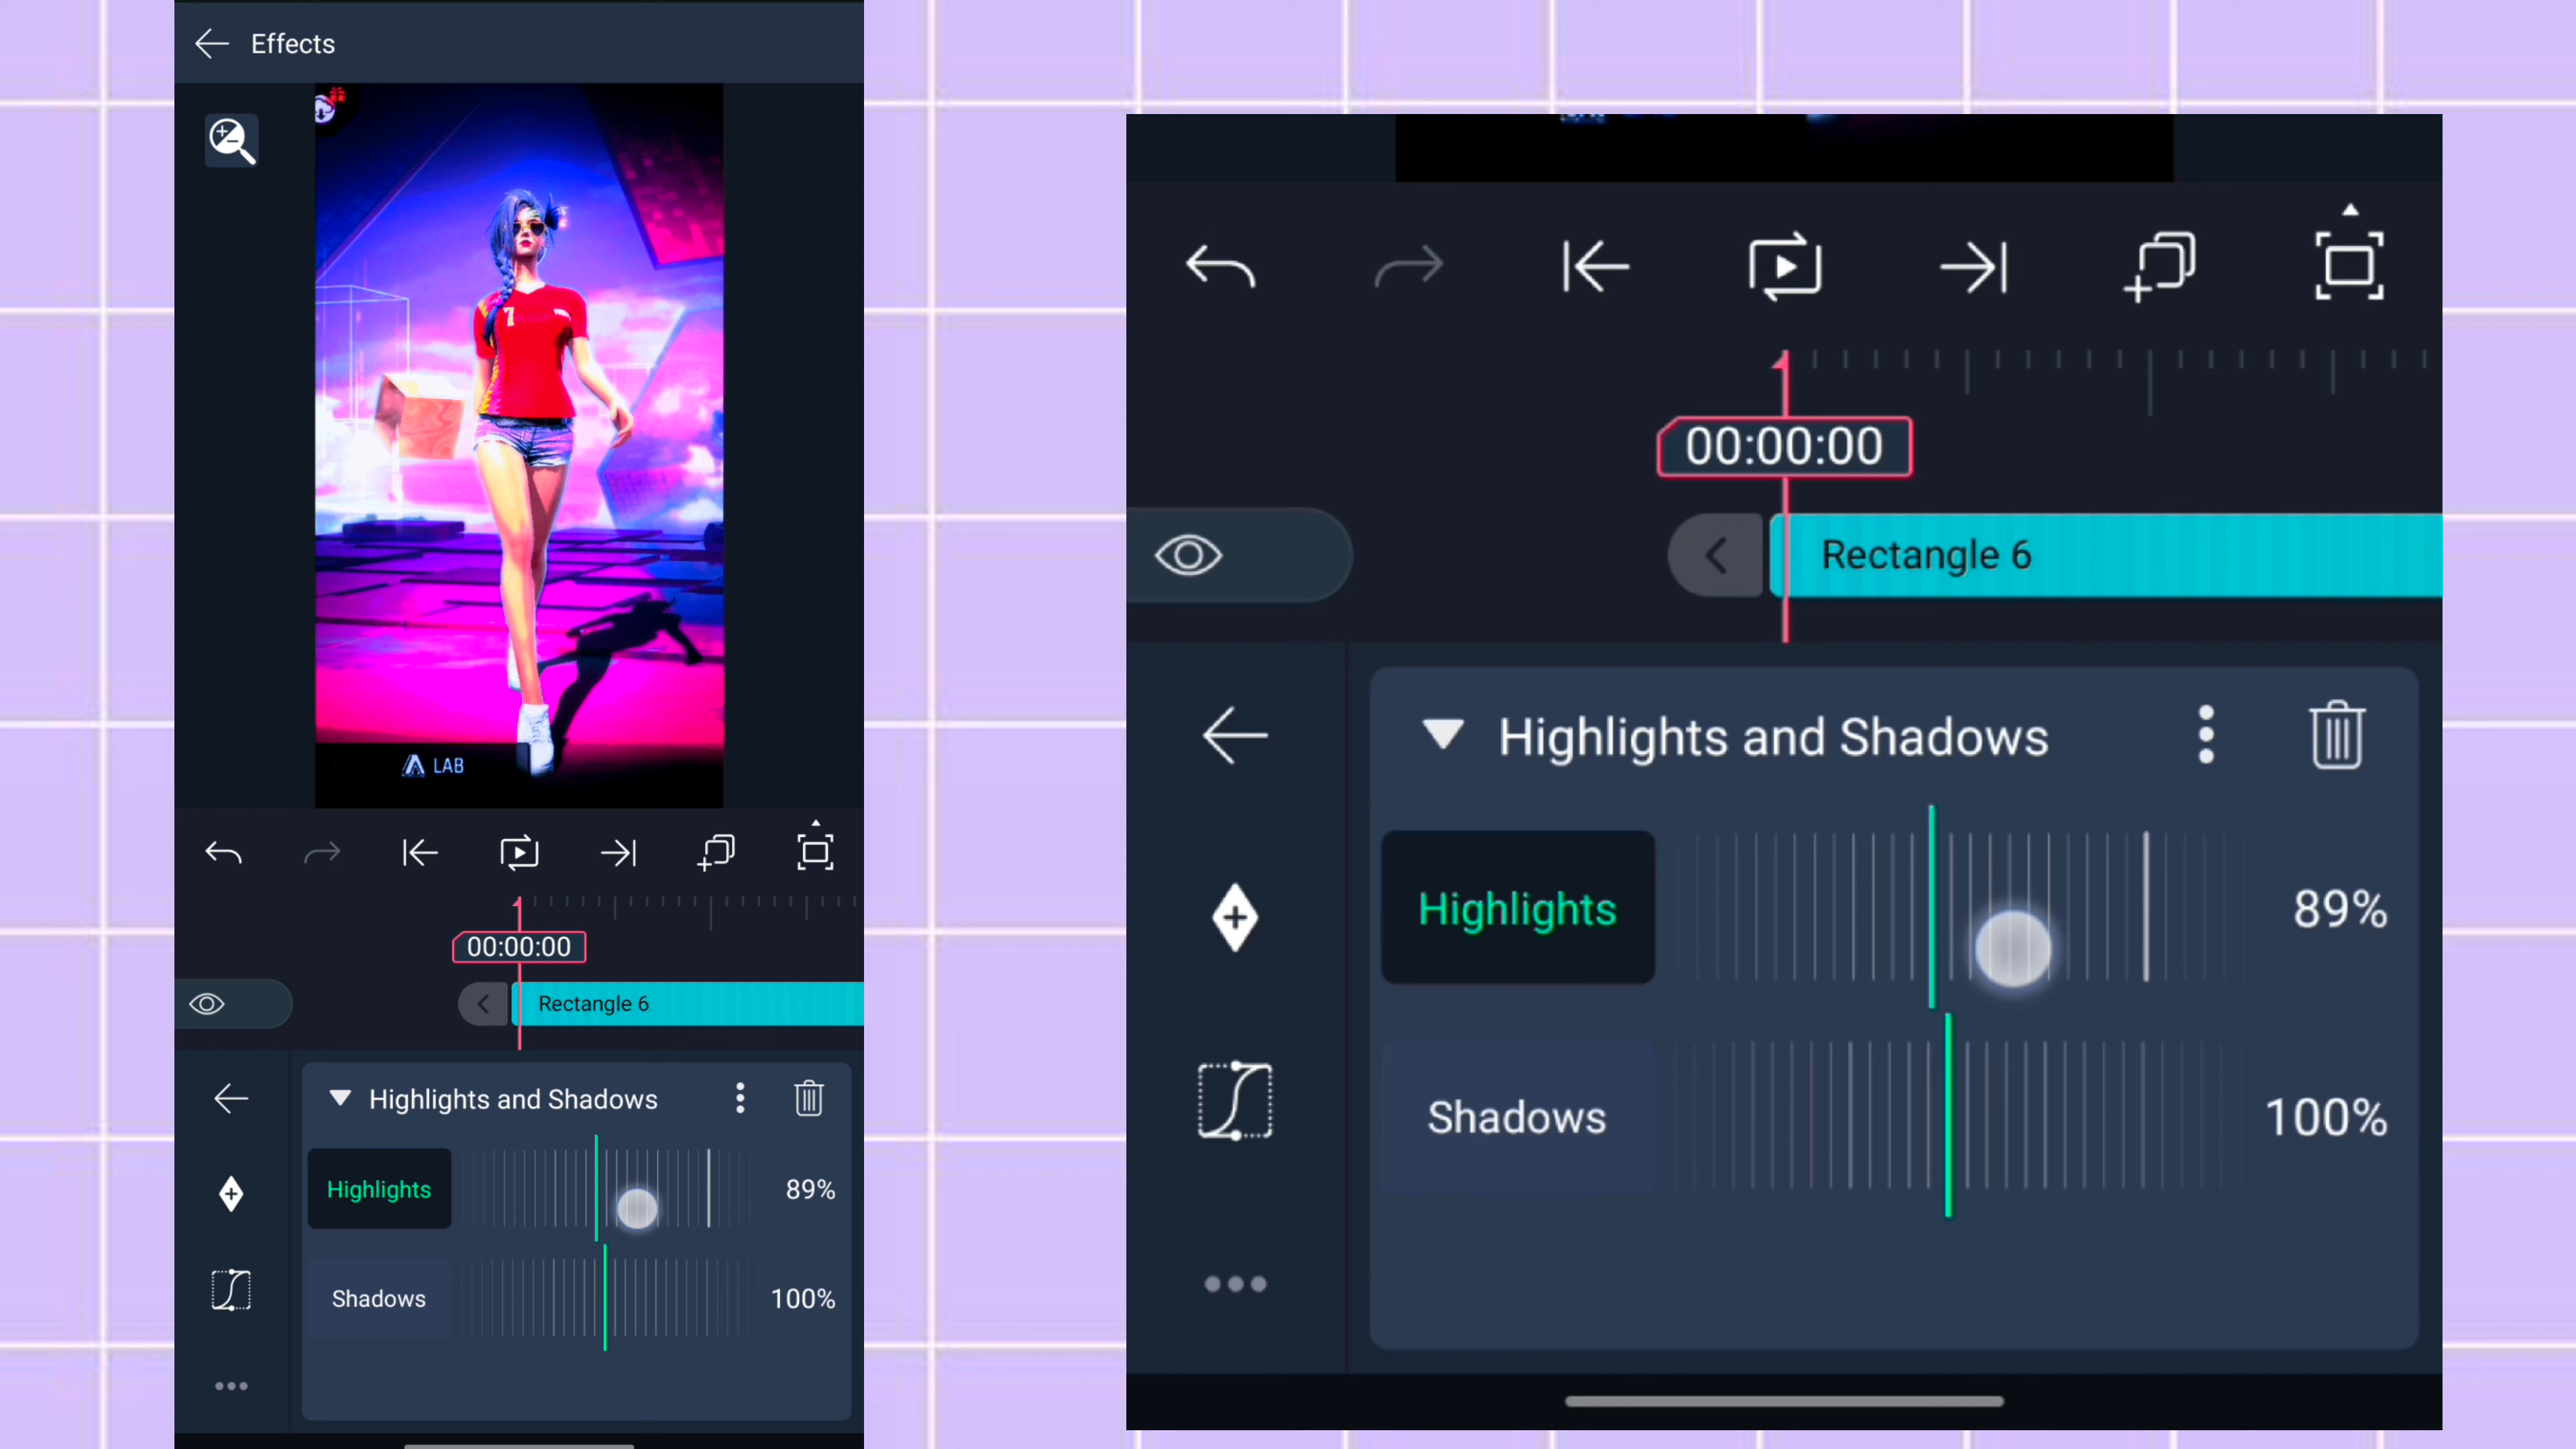 Effects
7
LAB
00:00:00
Rectangle 6
Highlights and Shadows
Highlights
89%
Shadows
100%
00:00:00
Rectangle 6
Highlights and Shadows
Highlights
89%
Shadows
100%